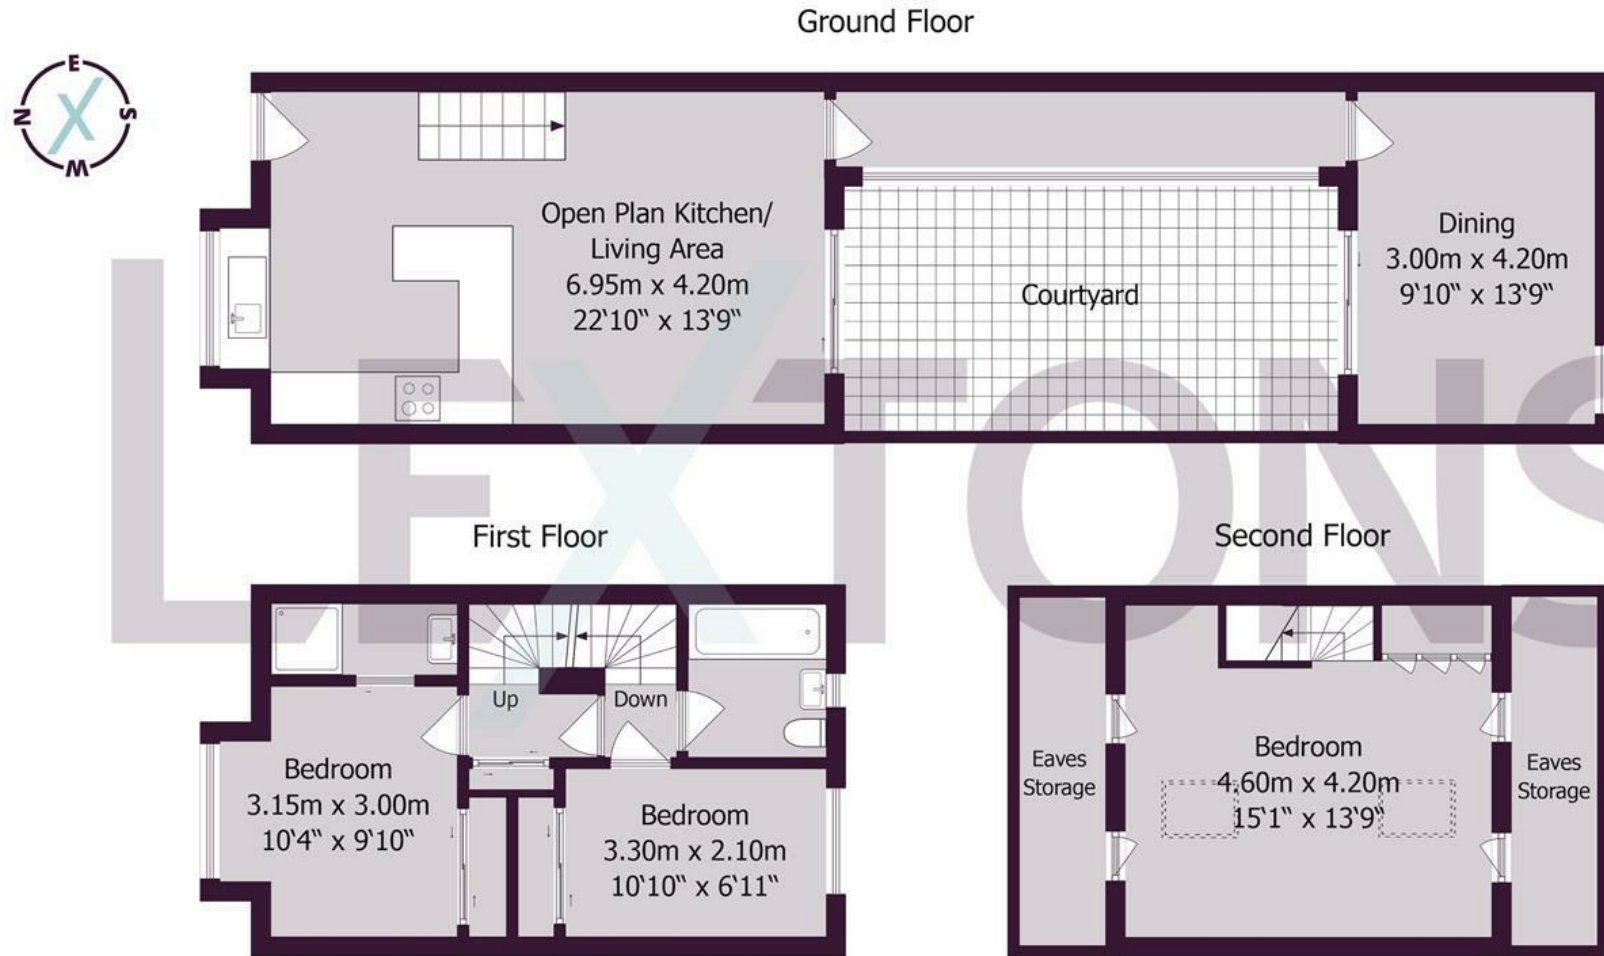 Ground Floor
E
N
S
W
X
Open Plan Kitchen/
Living Area
6.95m x 4.20m
22'10“ x 13'9“
Courtyard
Dining
3.00m x 4.20m
9'10“ x 13'9“
LEXTONS
First Floor
Second Floor
Up
Down
Bedroom
3.15m x 3.00m
10'4“ x 9'10“
Bedroom
3.30m x 2.10m
10'10“ x 6'11“
Eaves
Storage
Bedroom
4.60m x 4.20m
15'1“ x 13'9“
Eaves
Storage